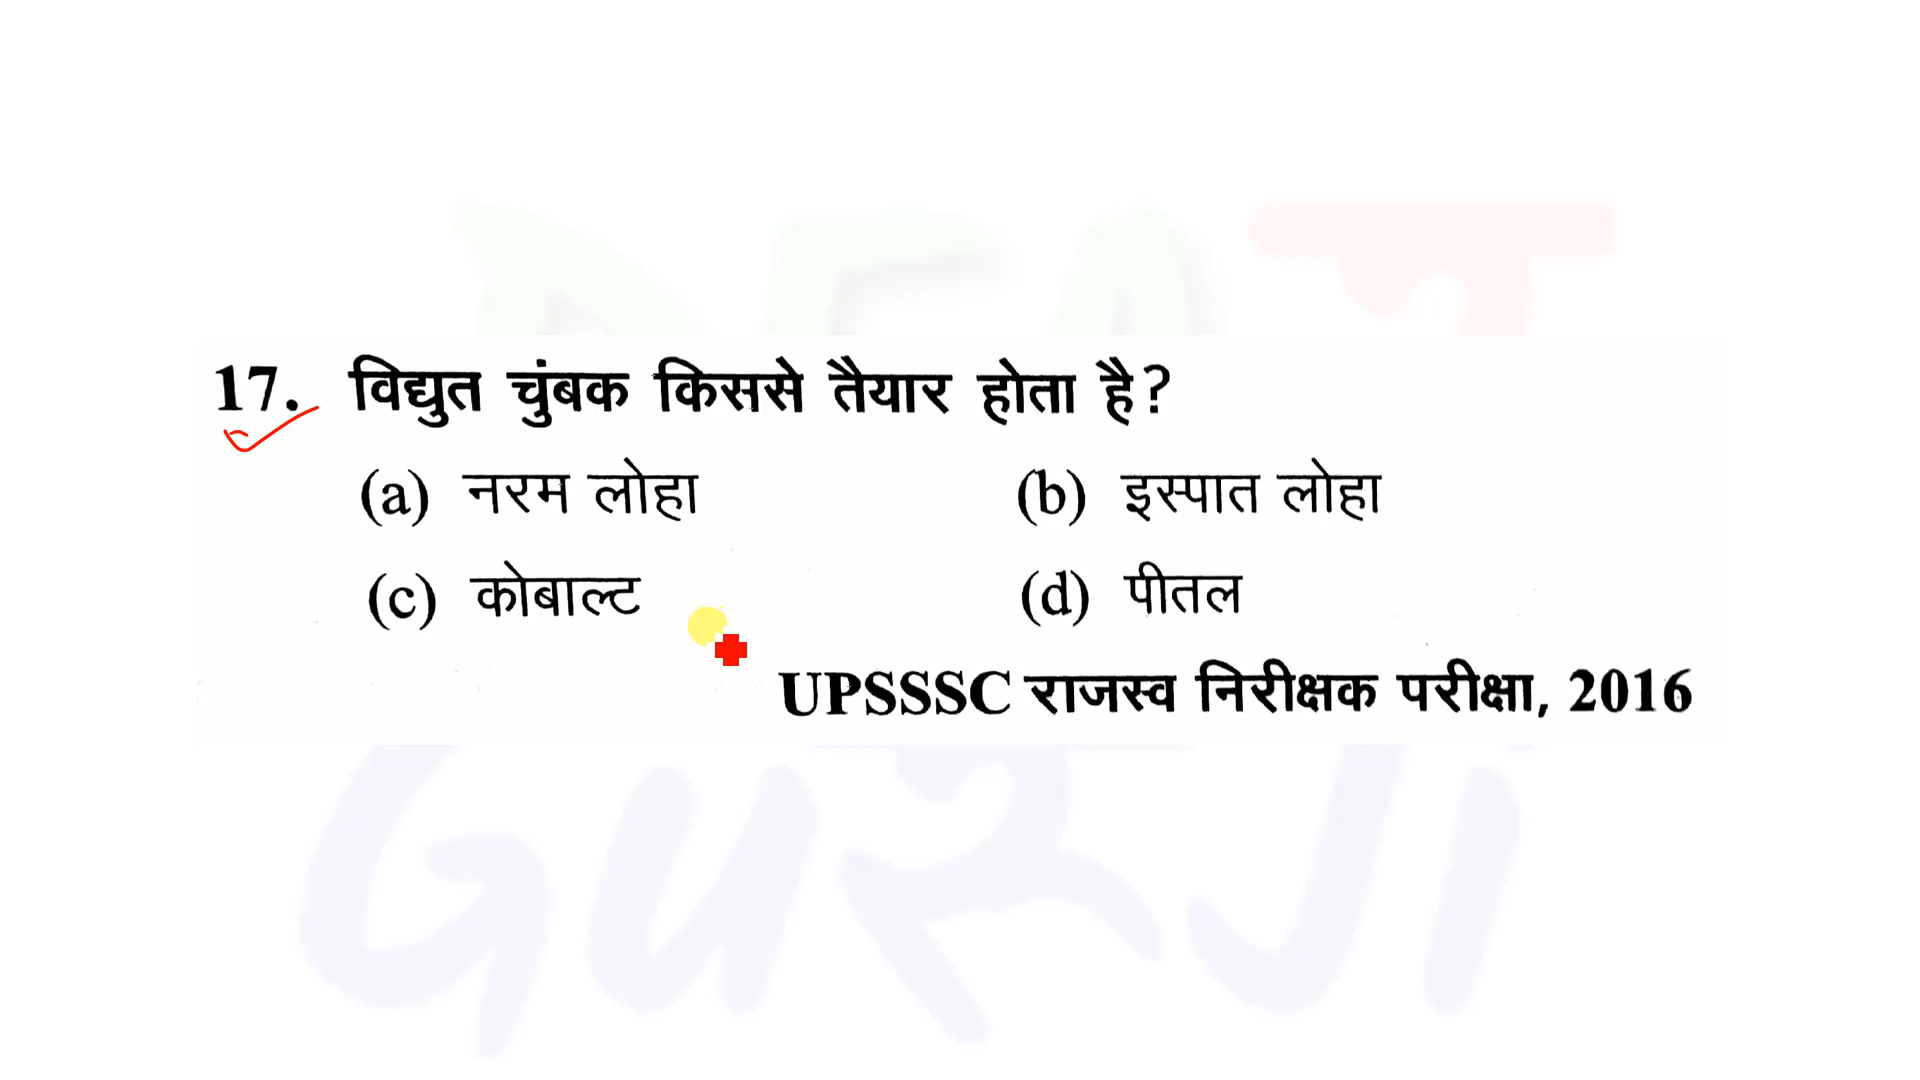 17. विद्युत चुंबक किससे तैयार होता है?
(a) नरम लोहा (b) इस्पात लोहा
(c) कोबाल्ट (d) पीतल
UPSSSC राजस्व निरीक्षक परीक्षा, 2016